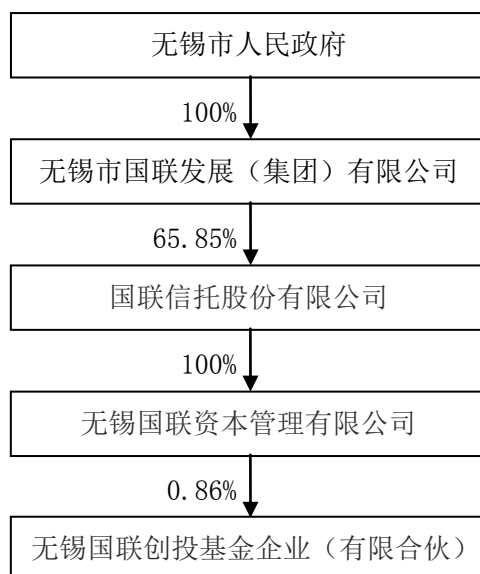 无锡市人民政府
100%
无锡市国联发展（集团）有限公司
65.85%
国联信托股份有限公司
100%
无锡国联资本管理有限公司
0.86%
无锡国联创投基金企业（有限合伙）